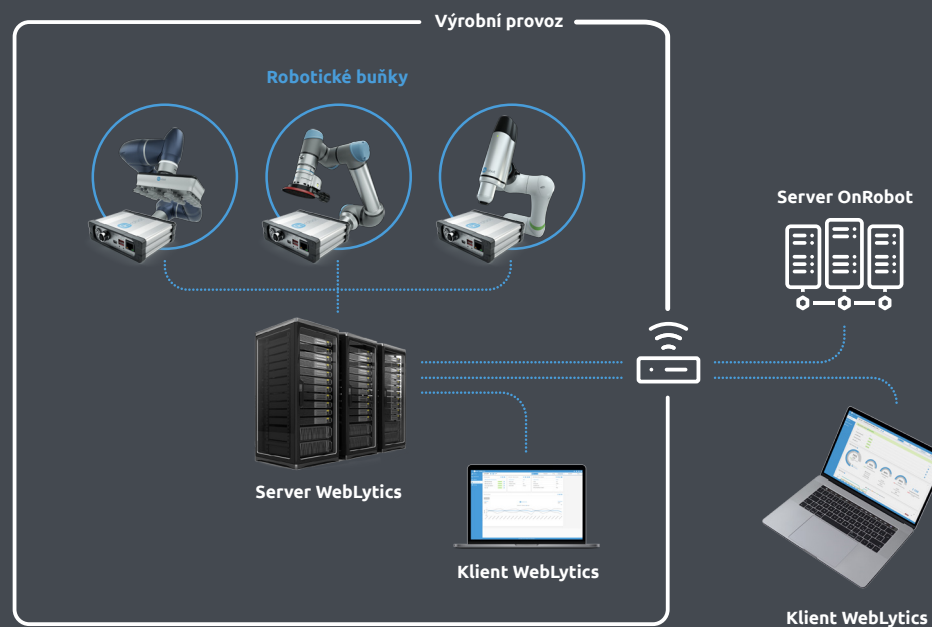 Výrobní provoz
Robotické buňky
Server OnRobot
Server WebLytics
Klient WebLytics
Klient WebLytics